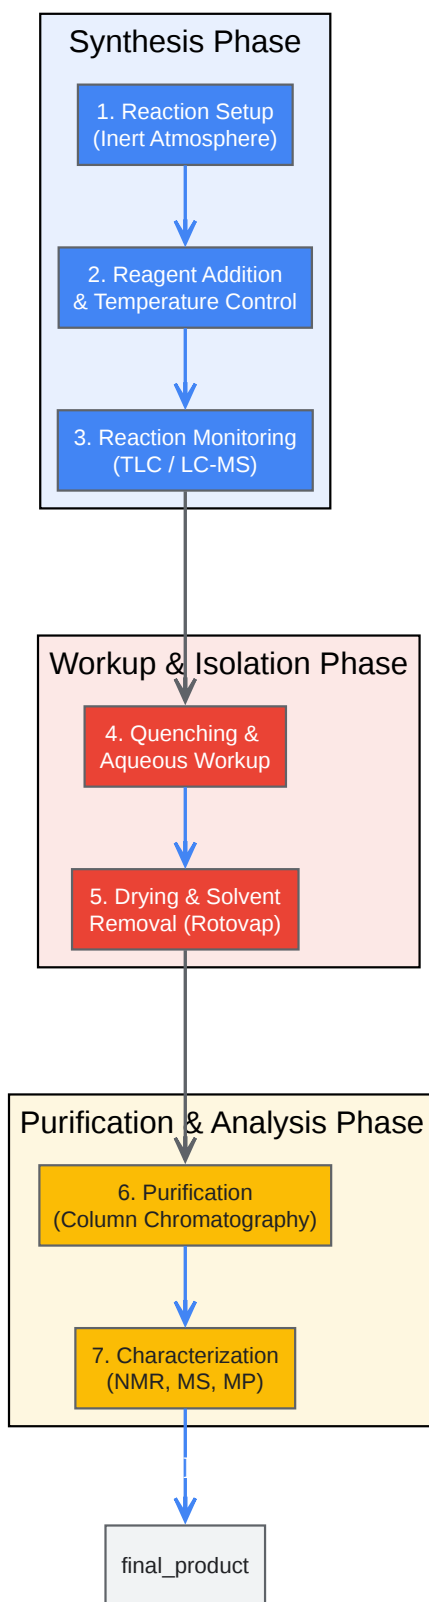 Synthesis Phase
1. Reaction Setup
(Inert Atmosphere)
2. Reagent Addition
& Temperature Control
3. Reaction Monitoring
(TLC / LC-MS)
Workup & Isolation Phase
4. Quenching &
Aqueous Workup
5. Drying & Solvent
Removal (Rotovap)
Purification & Analysis Phase
6. Purification
(Column Chromatography)
7. Characterization
(NMR, MS, MP)
final_product